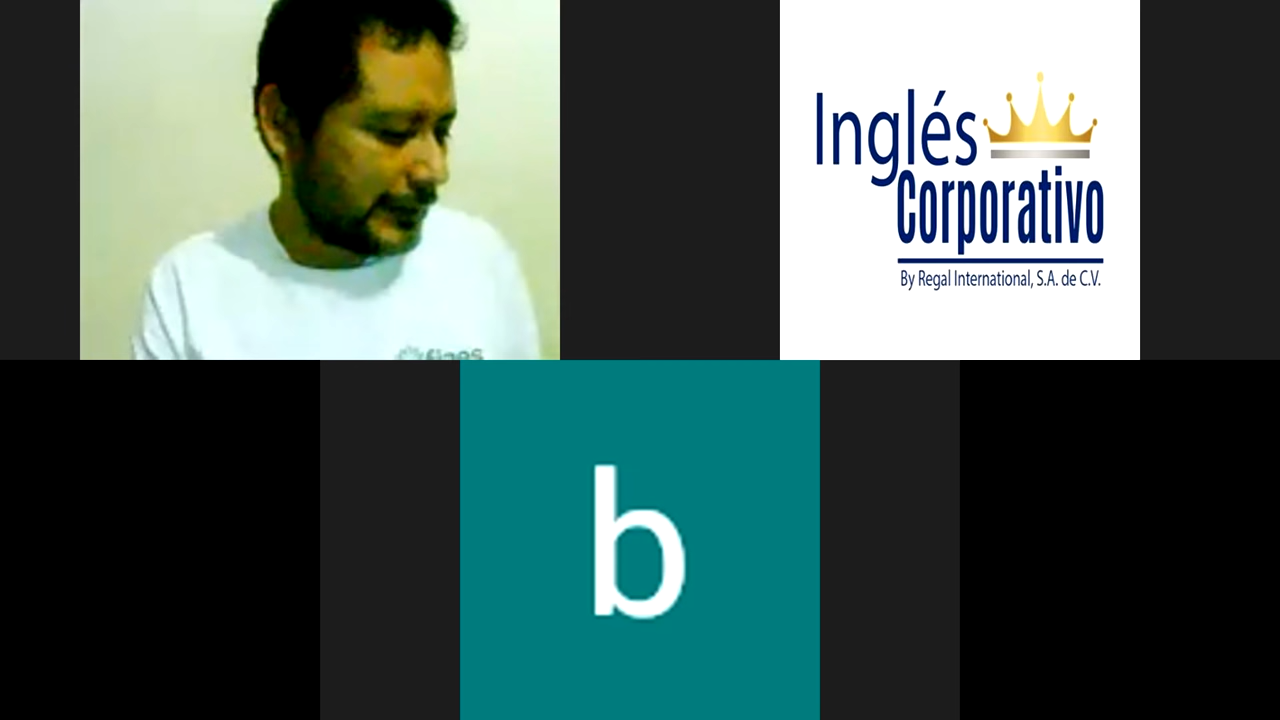 Inglés
Corporativo
By Regal International, S.A. de C.V.
b